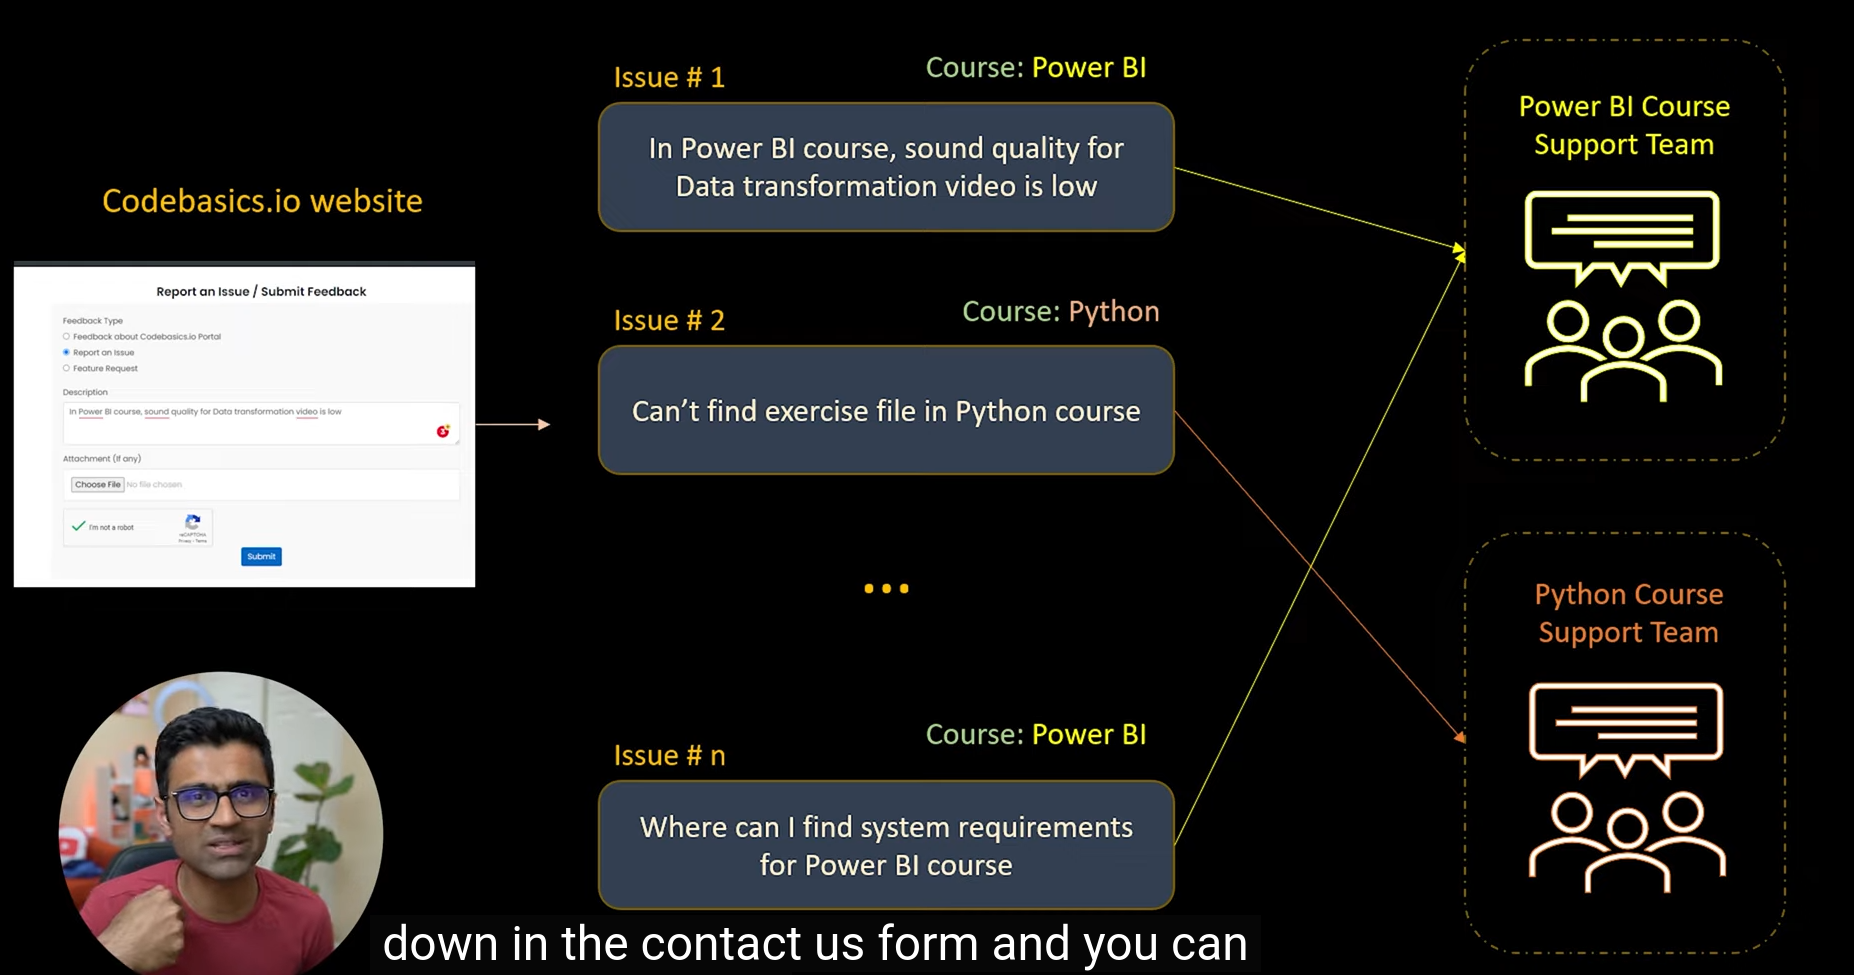 Codebasics.io website
Report an Issue / Submit Feedback
Feedback Type
Feedback about Codebasics.io Portal
Report an Issue
Feature Request
Description
In Power BI course, sound quality for Data transformation video is low
Attachment (If any)
Choose File No file chosen
I'm not a robot
reCAPTCHA
Privacy - Terms
Submit
Issue # 1
Course: Power BI
In Power BI course, sound quality for
Data transformation video is low
Issue # 2
Course: Python
Can't find exercise file in Python course
...
Issue # n
Course: Power BI
Where can I find system requirements
for Power BI course
Power BI Course
Support Team
Python Course
Support Team
down in the contact us form and you can